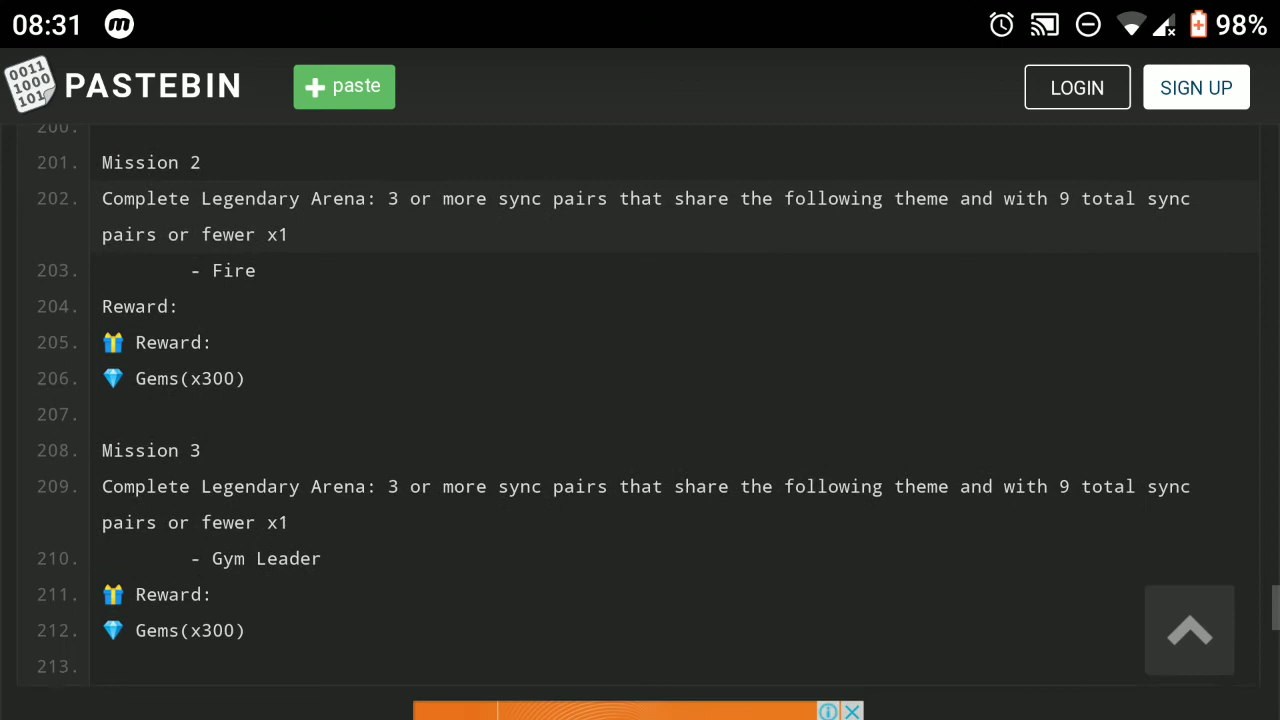 08:31 98%
0011 1000 101 PASTEBIN + paste LOGIN SIGN UP
200.
201. Mission 2
202. Complete Legendary Arena: 3 or more sync pairs that share the following theme and with 9 total sync
pairs or fewer x1
203. - Fire
204. Reward:
205. 🎁 Reward:
206. 💎 Gems(x300)
207.
208. Mission 3
209. Complete Legendary Arena: 3 or more sync pairs that share the following theme and with 9 total sync
pairs or fewer x1
210. - Gym Leader
211. 🎁 Reward:
212. 💎 Gems(x300)
213.